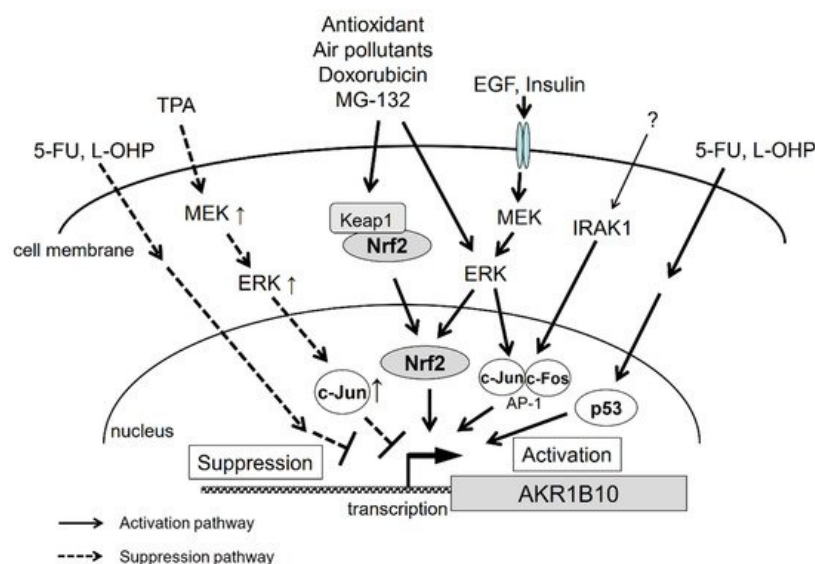 Antioxidant
Air pollutants
Doxorubicin
MG-132
EGF, Insulin
TPA
?
5-FU, L-OHP
5-FU, L-OHP
MEK ↑
Keap1
Nrf2
MEK
IRAK1
cell membrane
ERK ↑
ERK
Nrf2
c-Jun
c-Fos
AP-1
c-Jun ↑
p53
nucleus
Suppression
Activation
AKR1B10
transcription
Activation pathway
Suppression pathway